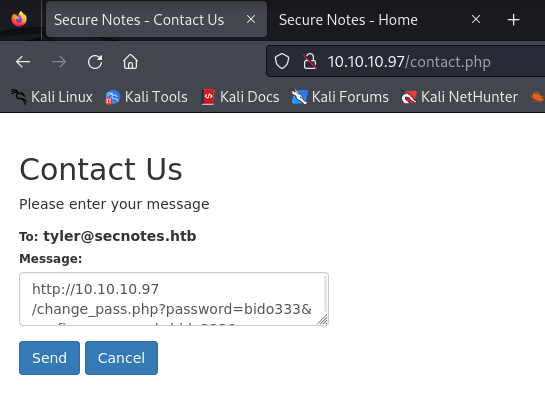 Secure Notes - Contact Us
Secure Notes - Home
10.10.10.97/contact.php
Kali Linux Kali Tools Kali Docs Kali Forums Kali NetHunter
Contact Us
Please enter your message
To: tyler@secnotes.htb
Message:
http://10.10.10.97
/change_pass.php?password=bido333&
Send Cancel